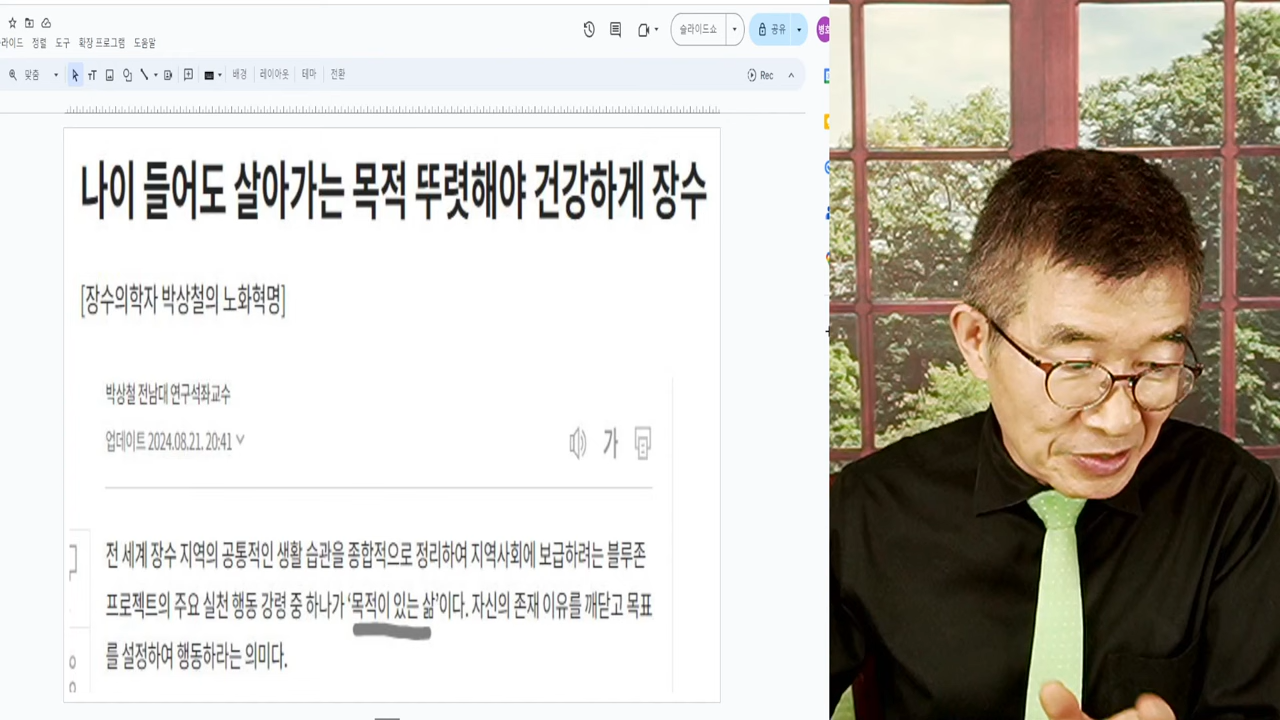 라이드 정렬 도구 확장 프로그램 도움말
슬라이드쇼
공유
맞춤
배경 레이아웃 테마 전환
Rec
나이 들어도 살아가는 목적 뚜렷해야 건강하게 장수
[장수의학자 박상철의 노화혁명]
박상철 전남대 연구석좌교수
업데이트 2024.08.21. 20:41
가
전 세계 장수 지역의 공통적인 생활 습관을 종합적으로 정리하여 지역사회에 보급하려는 블루존
프로젝트의 주요 실천 행동 강령 중 하나가 '목적이 있는 삶'이다. 자신의 존재 이유를 깨닫고 목표
를 설정하여 행동하라는 의미다.